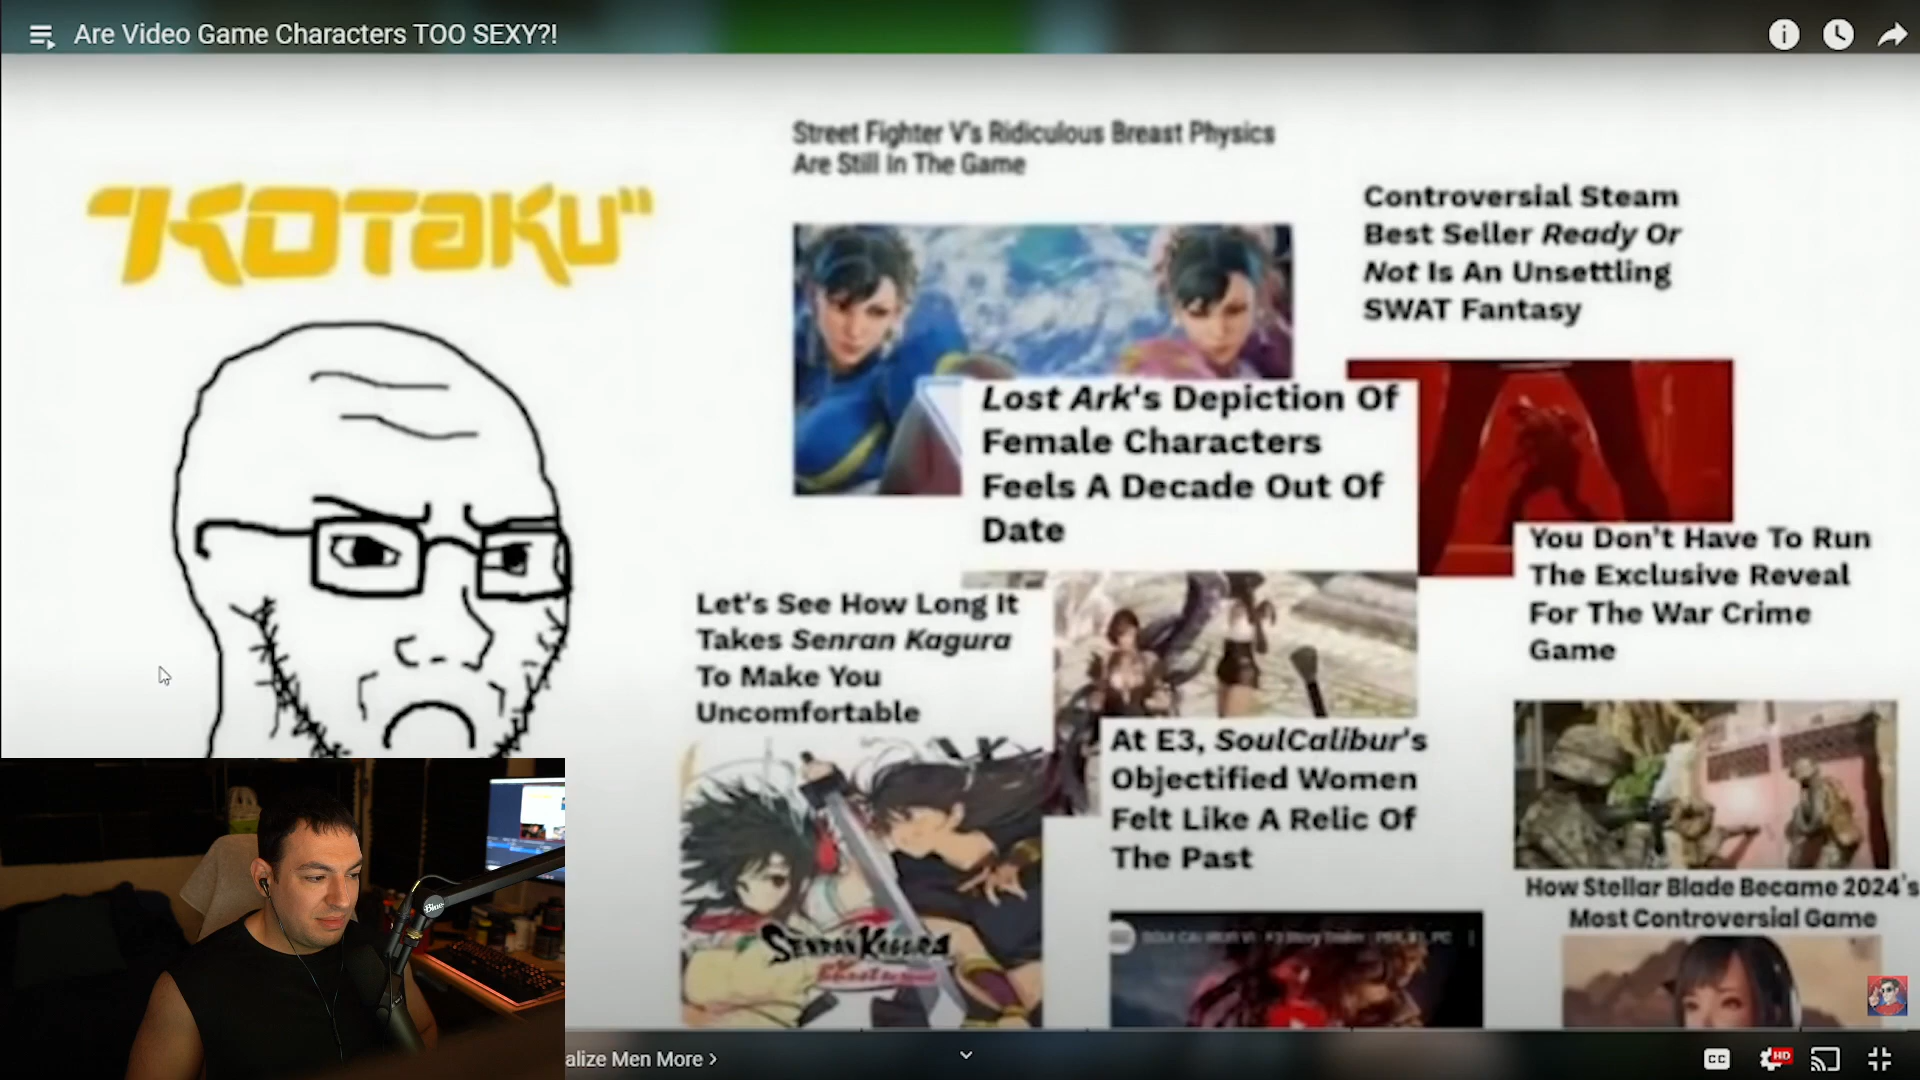 Are Video Game Characters TOO SEXY?!
"KOTAKU"
Street Fighter V's Ridiculous Breast Physics
Are Still In The Game
Controversial Steam
Best Seller Ready Or
Not Is An Unsettling
SWAT Fantasy
Lost Ark's Depiction Of
Female Characters
Feels A Decade Out Of
Date
You Don't Have To Run
The Exclusive Reveal
For The War Crime
Game
Let's See How Long It
Takes Senran Kagura
To Make You
Uncomfortable
At E3, SoulCalibur's
Objectified Women
Felt Like A Relic Of
The Past
How Stellar Blade Became 2024's
Most Controversial Game
SENRAN KAGURA
Blue
alize Men More ›
CC
HD